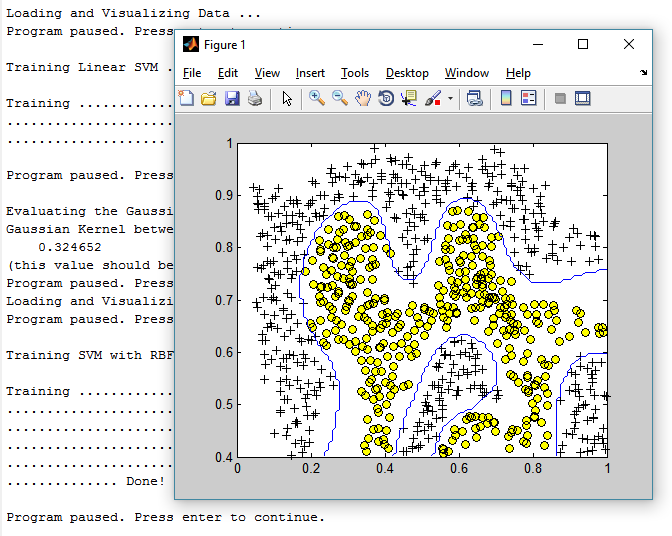 Loading and Visualizing Data ...
Program paused. Press
Figure 1
Training Linear SVM .
File Edit View Insert Tools Desktop Window Help
Training ..............
.....................
....................
Program paused. Press
Evaluating the Gaussi
Gaussian Kernel betwe
0.324652
(this value should be
Program paused. Press
Loading and Visualizi
Program paused. Press
Training SVM with RBF
Training ..............
.....................
.....................
.....................
.....................
.............. Done!
Program paused. Press enter to continue.
1
0.9
0.8
0.7
0.6
0.5
0.4
0 0.2 0.4 0.6 0.8 1